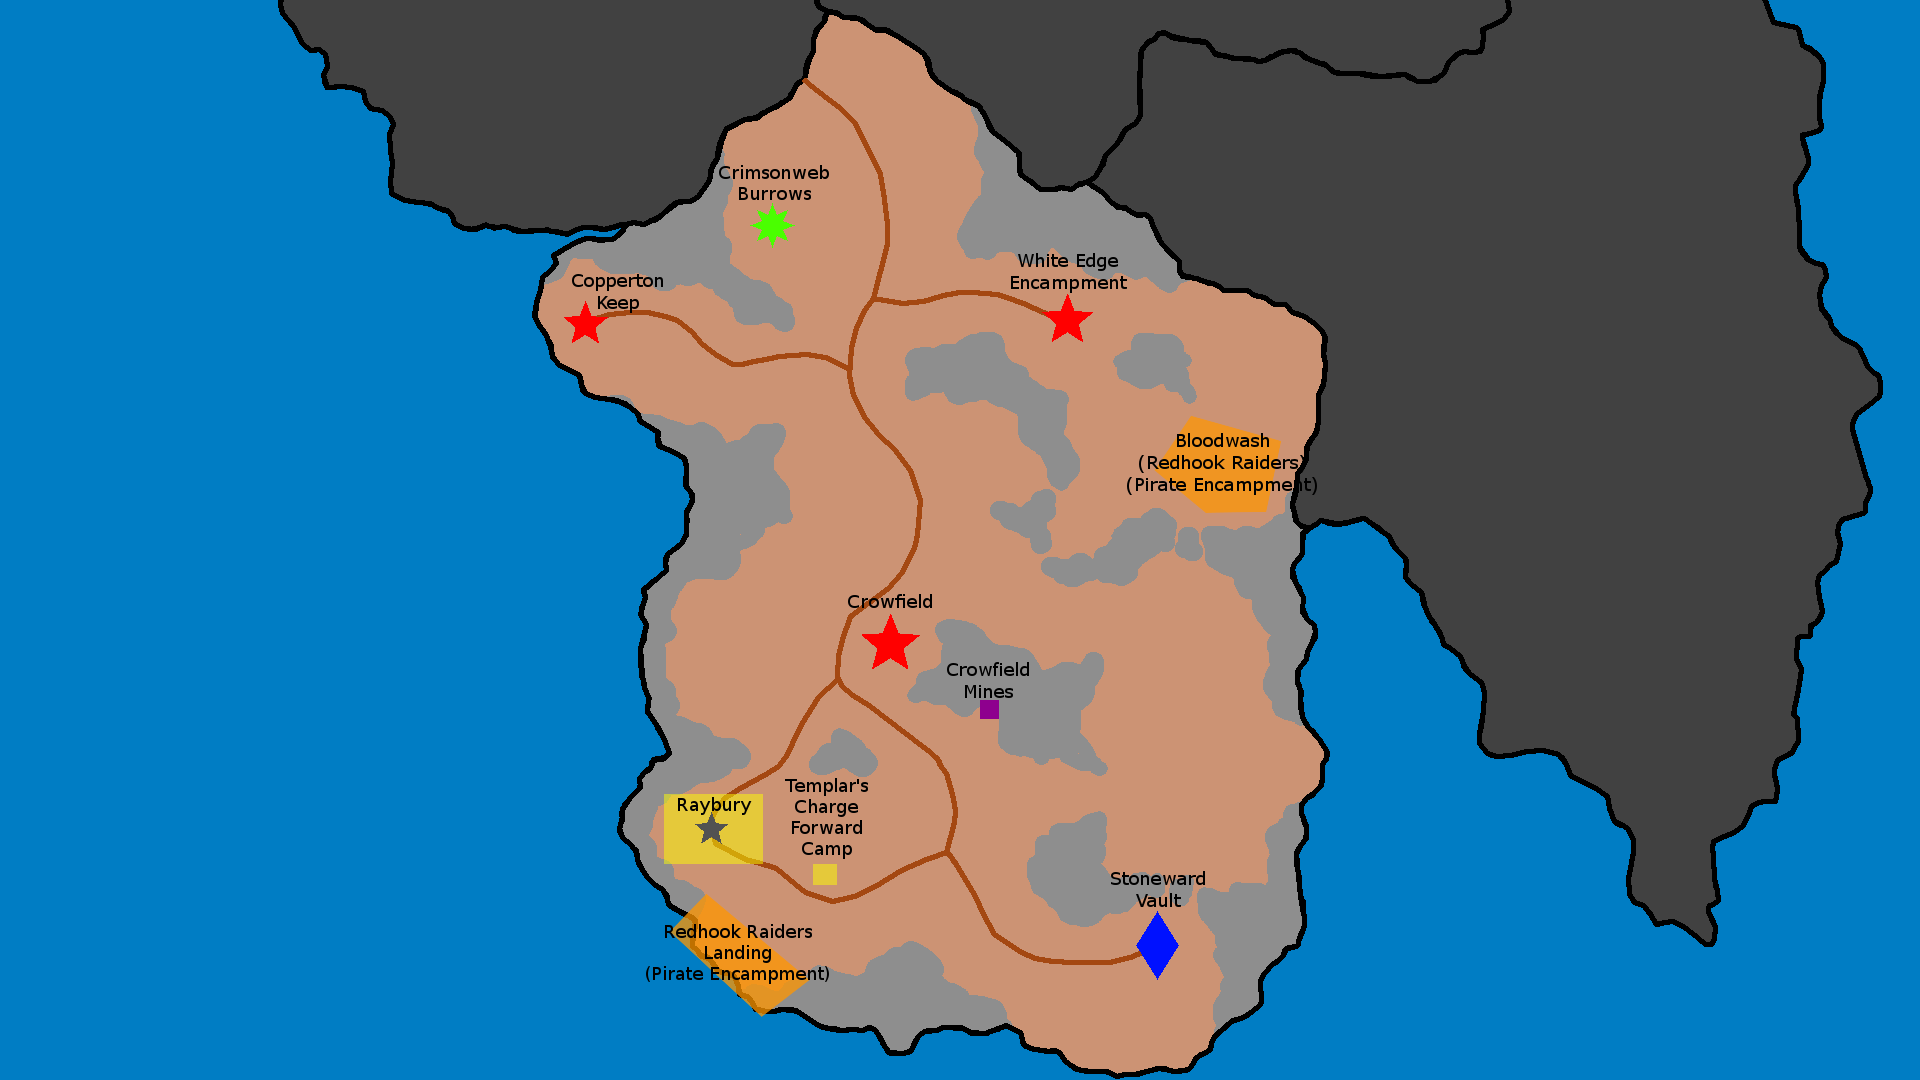 Crimsonweb
Burrows
White Edge
Encampment
Copperton
Keep
Bloodwash
(Redhook Raiders)
(Pirate Encampment)
Crowfield
Crowfield
Mines
Raybury
Templar's
Charge
Forward
Camp
Stoneward
Vault
Redhook Raiders
Landing
(Pirate Encampment)